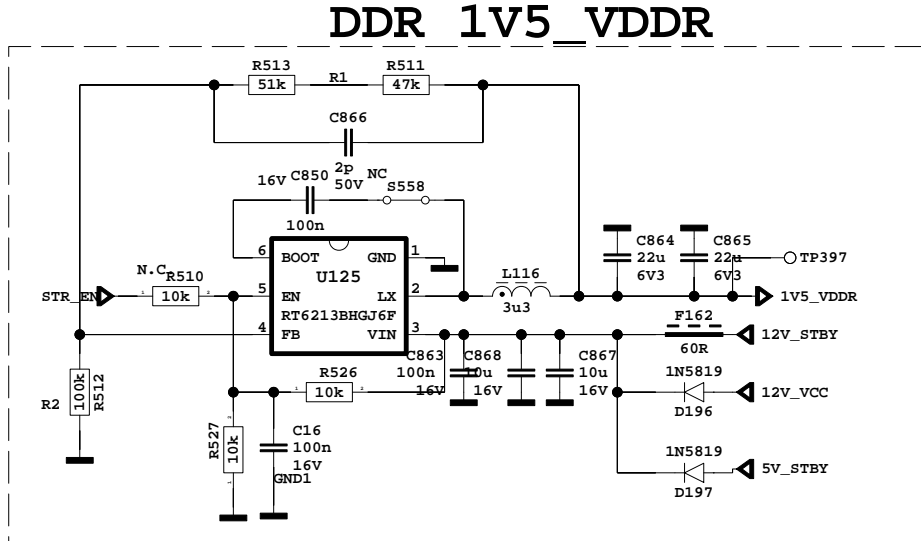 DDR 1V5_VDDR
R513 R1 R511
51k 47k
C866
2p
50V
16V C850 NC S558
100n
6 BOOT GND 1
U125
5 EN LX 2
RT6213BHGJ6F
4 FB VIN 3
N.C. R510
STR_EN 10k
L116
3u3
C864
22u
6V3
C865
22u
6V3
TP397
1V5_VDDR
F162
60R
12V_STBY
C863
100n
16V
C868
10u
16V
C867
10u
16V
1N5819
D196
12V_VCC
1N5819
D197
5V_STBY
R526
10k
R2 100k R512
R527 10k
C16
100n
16V
GND1